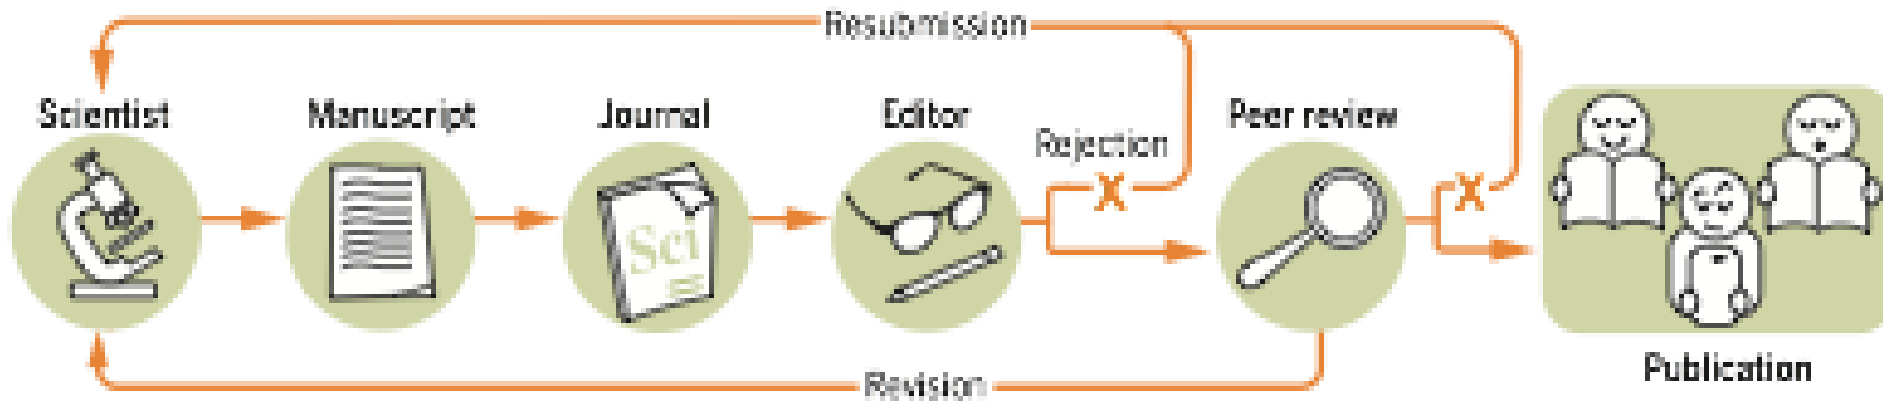 Resubmission
Scientist
Manuscript
Journal
Editor
Rejection
Peer review
X
X
Sci
Revision
Publication